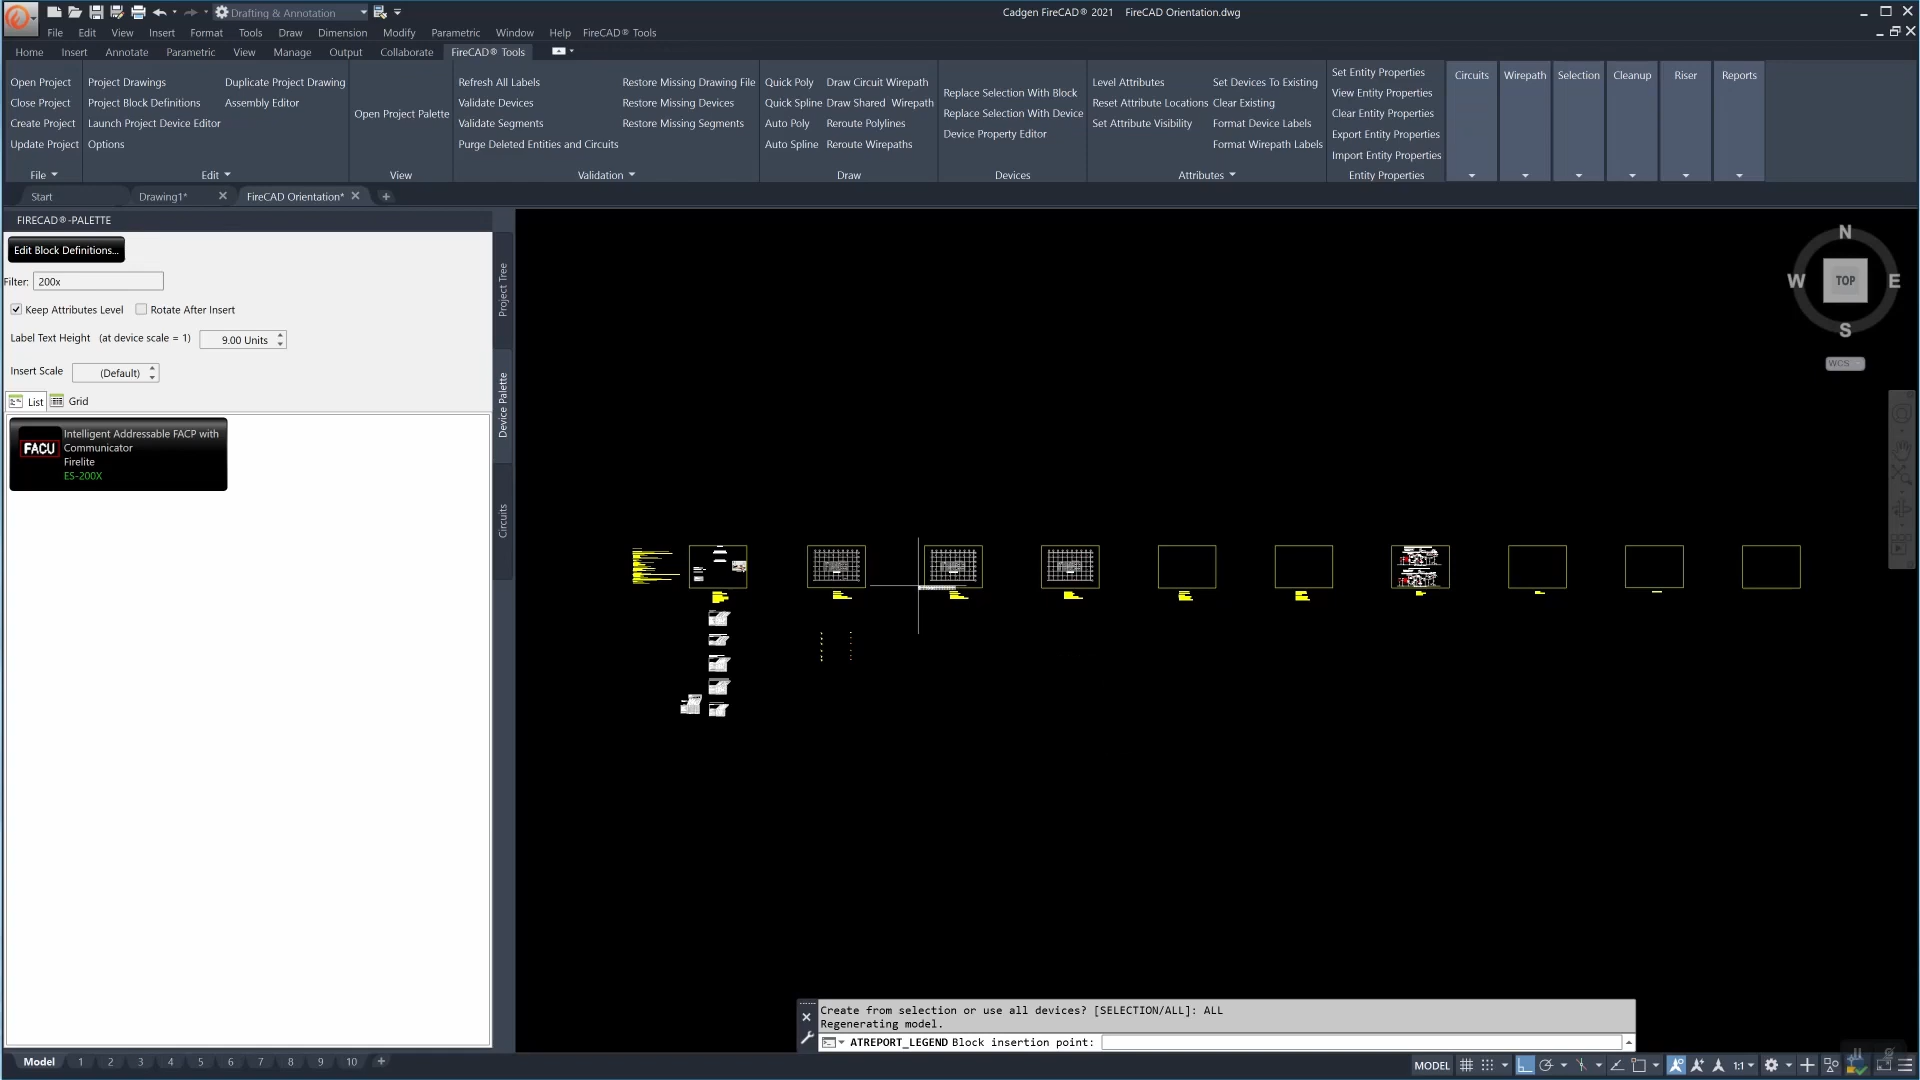 Drafting & Annotation
Cadgen FireCAD® 2021 FireCAD Orientation.dwg
File Edit View Insert Format Tools Draw Dimension Modify Parametric Window Help FireCAD® Tools
Home Insert Annotate Parametric View Manage Output Collaborate FireCAD® Tools
Open Project
Close Project
Create Project
Update Project
File
Project Drawings
Project Block Definitions
Launch Project Device Editor
Options
Duplicate Project Drawing
Assembly Editor
Edit
Open Project Palette
View
Refresh All Labels
Validate Devices
Validate Segments
Purge Deleted Entities and Circuits
Restore Missing Drawing File
Restore Missing Devices
Restore Missing Segments
Validation
Quick Poly
Quick Spline
Auto Poly
Auto Spline
Draw Circuit Wirepath
Draw Shared Wirepath
Reroute Polylines
Reroute Wirepaths
Draw
Replace Selection With Block
Replace Selection With Device
Device Property Editor
Devices
Level Attributes
Reset Attribute Locations
Set Attribute Visibility
Set Devices To Existing
Clear Existing
Format Device Labels
Format Wirepath Labels
Attributes
Set Entity Properties
View Entity Properties
Clear Entity Properties
Export Entity Properties
Import Entity Properties
Entity Properties
Circuits Wirepath Selection Cleanup Riser Reports
Start Drawing1* FireCAD Orientation*
FIRECAD®-PALETTE
Edit Block Definitions...
Filter: 200x
Keep Attributes Level Rotate After Insert
Label Text Height (at device scale = 1) 9.00 Units
Insert Scale (Default)
List Grid
FACU
Intelligent Addressable FACP with
Communicator
Firelite
ES-200X
Project Tree
Device Palette
Circuits
N
W TOP E
S
WCS
Create from selection or use all devices? [SELECTION/ALL]: ALL
Regenerating model.
ATREPORT_LEGEND Block insertion point:
Model 1 2 3 4 5 6 7 8 9 10
MODEL 1:1